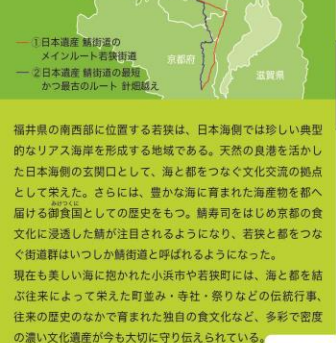 ①日本遺産 鯖街道の
メインルート若狭街道
②日本遺産 鯖街道の最短
かつ最古のルート 針畑越え
京都府
滋賀県
福井県の南西部に位置する若狭は、日本海側では珍しい典型
的なリアス海岸を形成する地域である。天然の良港を活かし
た日本海側の玄関口として、海と都をつなぐ文化交流の拠点
として栄えた。さらには、豊かな海に育まれた海産物を都へ
みけつくに
届ける御食国としての歴史をもつ。鯖寿司をはじめ京都の食
文化に浸透した鯖が注目されるようになり、若狭と都をつな
ぐ街道群はいつしか鯖街道と呼ばれるようになった。
現在も美しい海に抱かれた小浜市や若狭町には、海と都を結
ぶ往来によって栄えた町並み・寺社・祭りなどの伝統行事、
往来の歴史のなかで育まれた独自の食文化など、多彩で密度
の濃い文化遺産が今も大切に守り伝えられている。